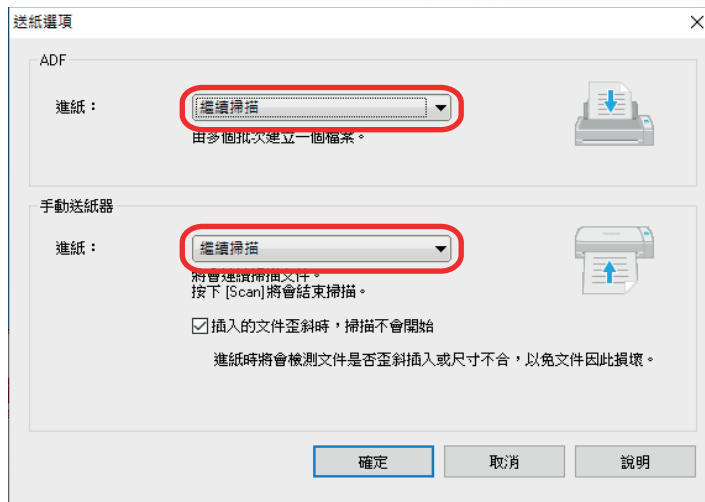 送紙選項
ADF
進紙：
繼續掃描
由多個批次建立一個檔案。
手動送紙器
進紙：
繼續掃描
將會連續掃描文件。
按下 [Scan]將會結束掃描。
插入的文件歪斜時，掃描不會開始
進紙時將會檢測文件是否歪斜插入或尺寸不合，以免文件因此損壞。
確定
取消
說明